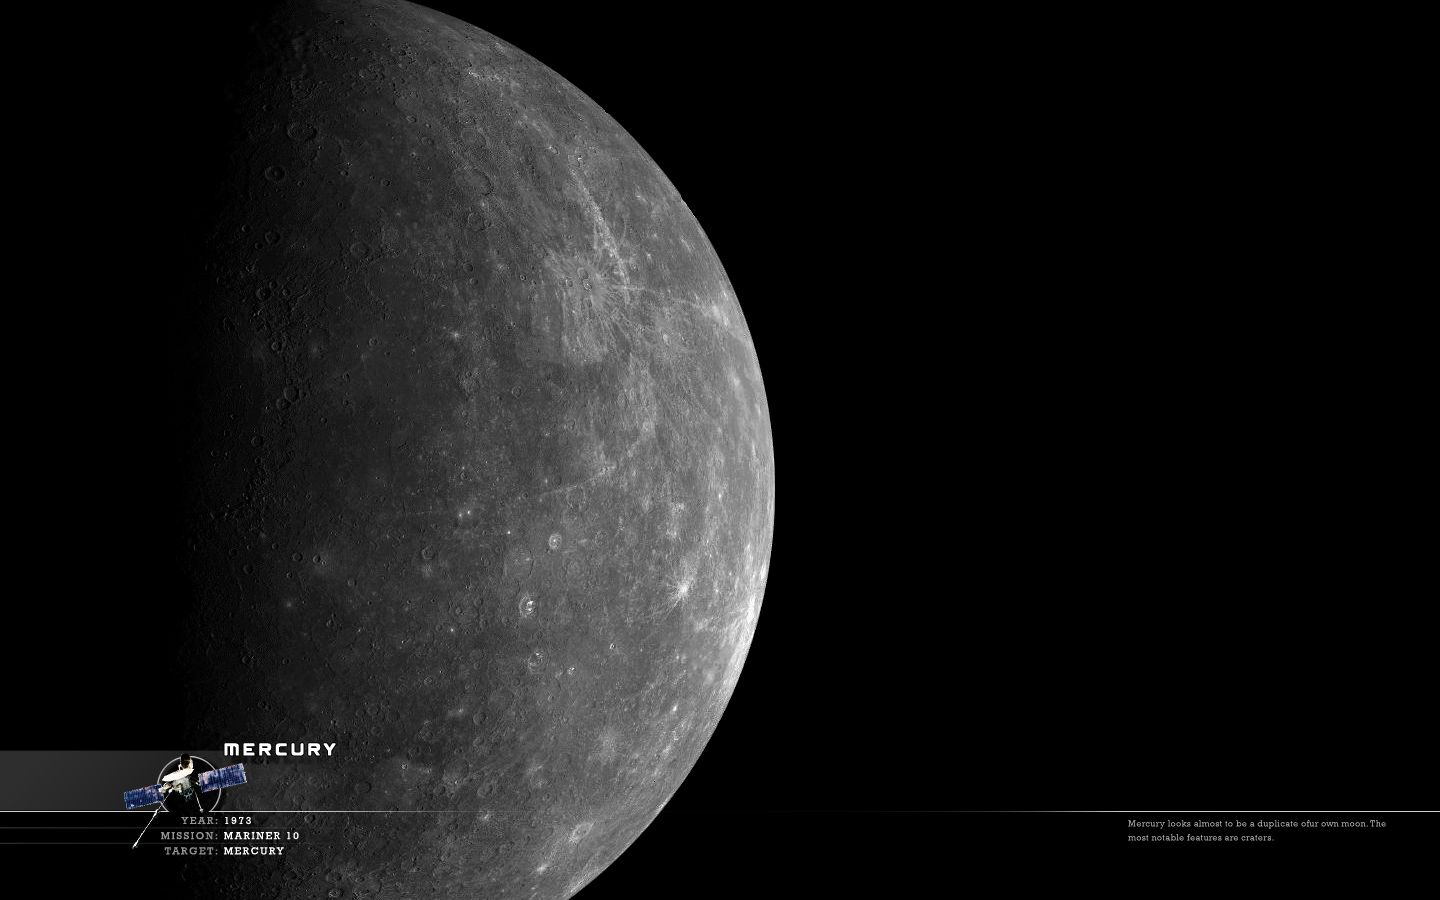 MERCURY
YEAR: 1973
MISSION: MARINER 10
TARGET: MERCURY
Mercury looks almost to be a duplicate ofur own moon. The
most notable features are craters.